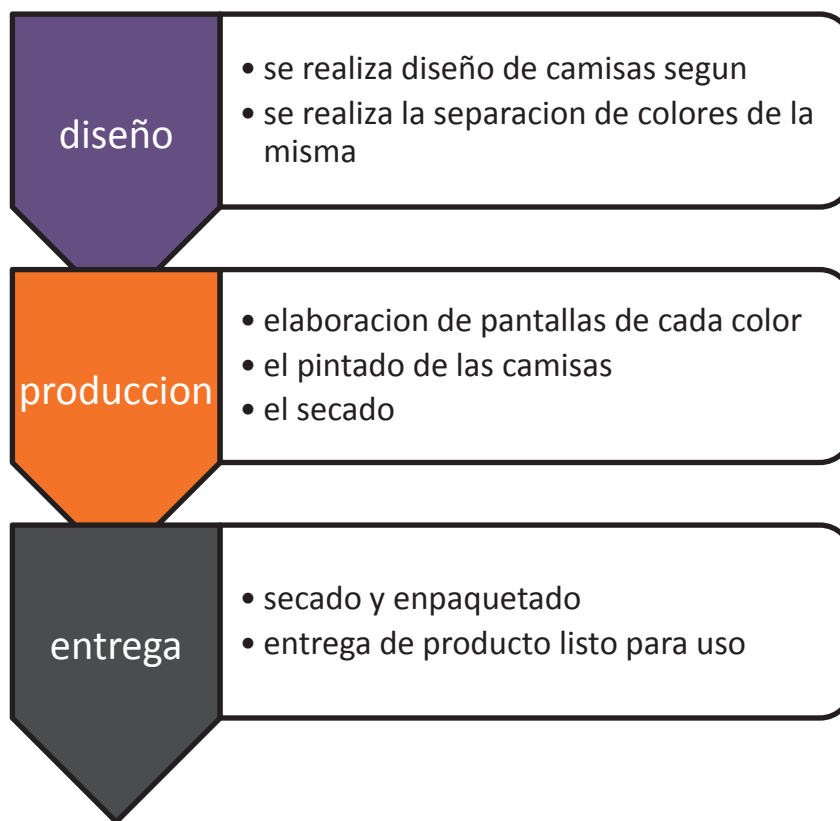 diseño
• se realiza diseño de camisas segun
• se realiza la separacion de colores de la
misma
produccion
• elaboracion de pantallas de cada color
• el pintado de las camisas
• el secado
entrega
• secado y enpaquetado
• entrega de producto listo para uso